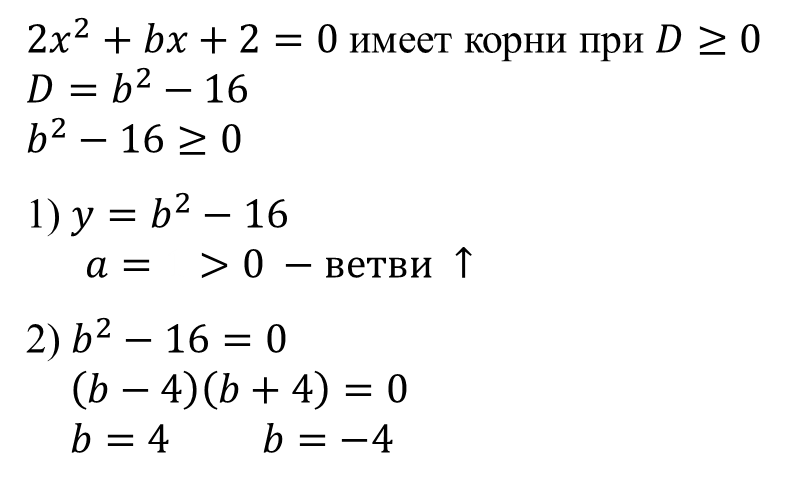 2x² + bx + 2 = 0 имеет корни при D ≥ 0
D = b² − 16
b² − 16 ≥ 0
1) y = b² − 16
a =    > 0 − ветви ↑
2) b² − 16 = 0
(b − 4)(b + 4) = 0
b = 4    b = −4